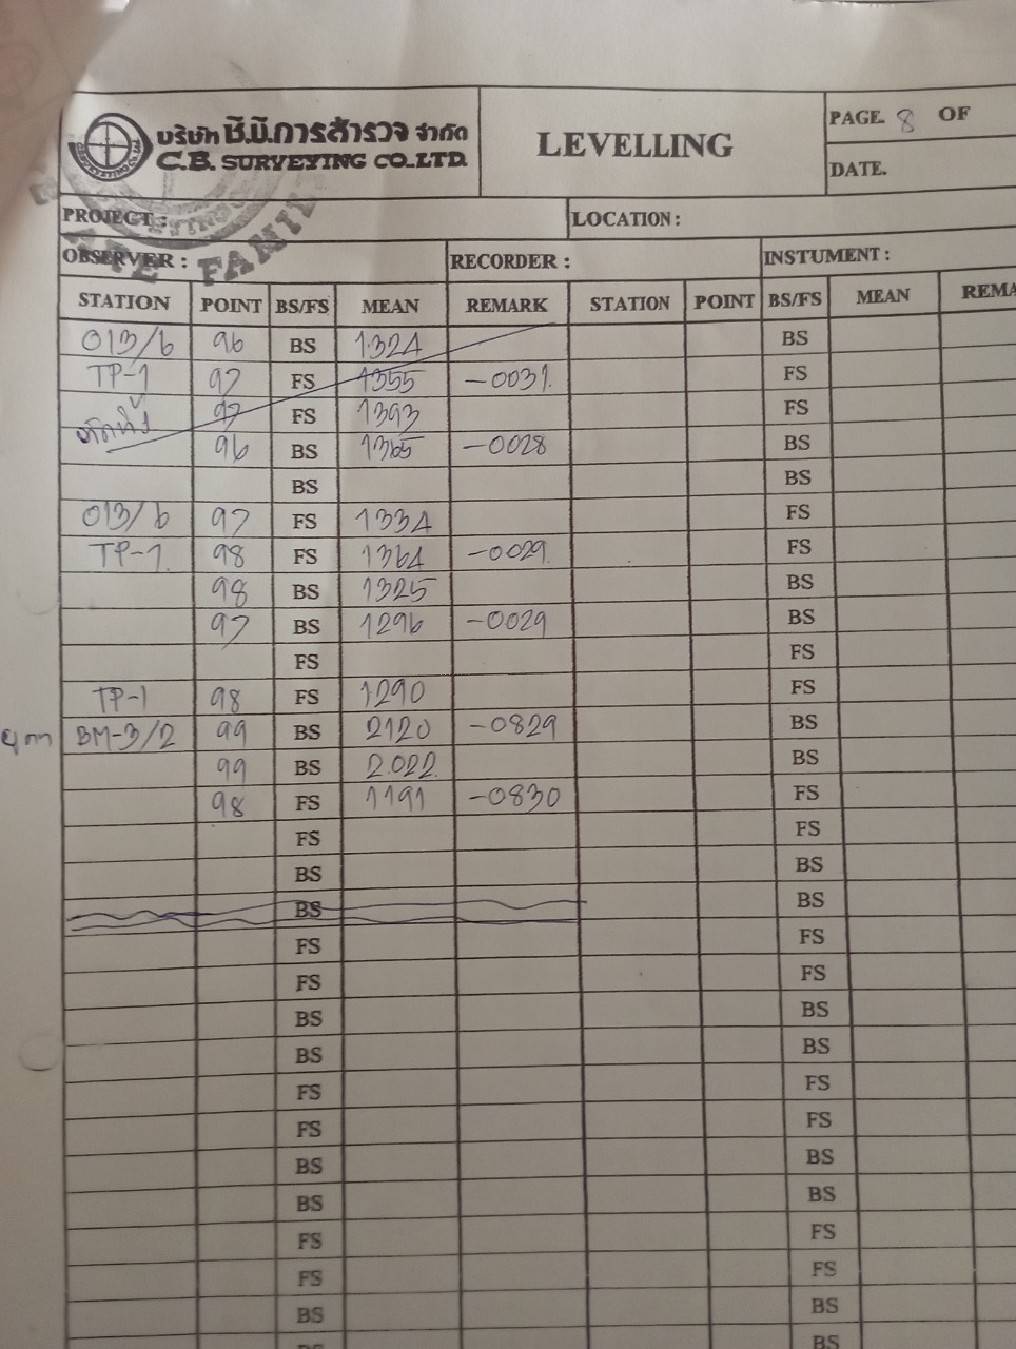 บริษัท ซี.บี.การสำรวจ จำกัด
C.B. SURVEYING CO.,LTD.
LEVELLING
PAGE. 8 OF
DATE.
PROJECT :
LOCATION :
OBSERVER :
RECORDER :
INSTUMENT :
FAMIL
STATION POINT BS/FS MEAN REMARK STATION POINT BS/FS MEAN REMA
013/6 96 BS 1324 BS
TP-1 97 FS 1355 -0031. FS
ตัดทิ้ง 97 FS 1393 FS
96 BS 1365 -0028 BS
BS BS
013/6 97 FS 1334 FS
TP-1. 98 FS 1364 -0029. FS
98 BS 1325 BS
97 BS 1296 -0029 BS
FS FS
TP-1 98 FS 1290 FS
BM-3/2 99 BS 2120 -0829 BS
99 BS 2.022. BS
98 FS 1191 -0830 FS
FS FS
BS BS
BS BS
FS FS
FS FS
BS BS
BS BS
FS FS
FS FS
BS BS
BS BS
FS FS
FS FS
BS BS
BS